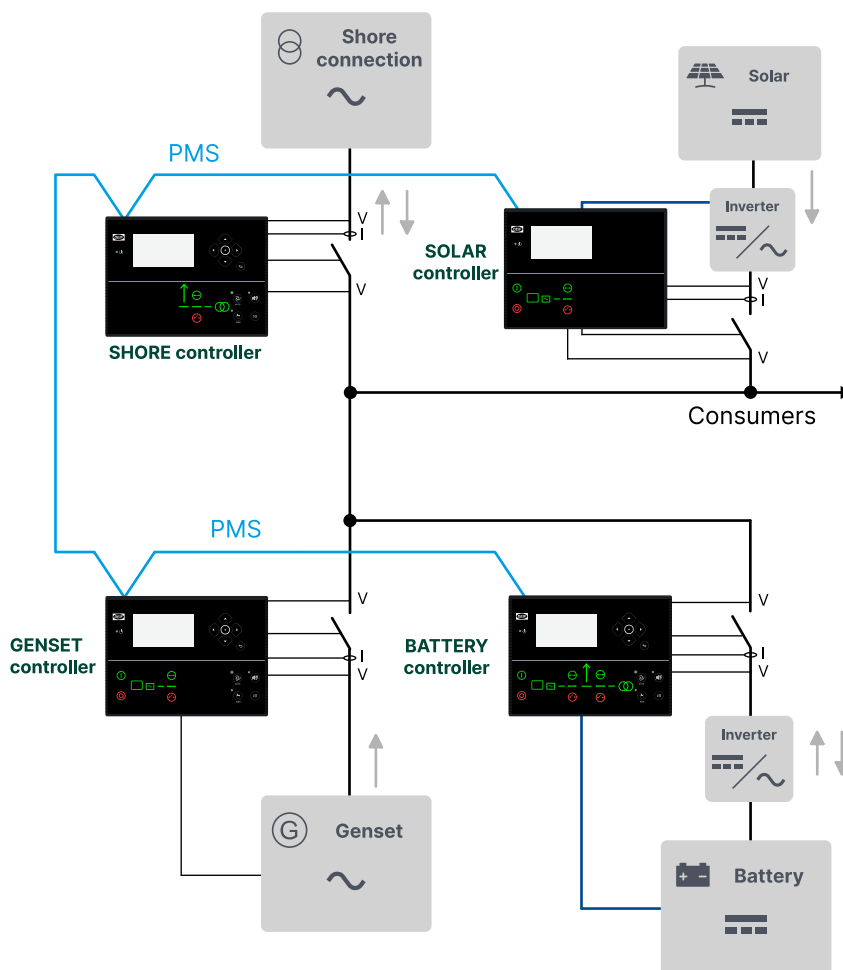 Shore
connection
Solar
PMS
Inverter
V
I
SOLAR
controller
V
I
V
V
SHORE controller
Consumers
PMS
V
V
GENSET
controller
BATTERY
controller
I
V
I
V
Inverter
G
Genset
Battery